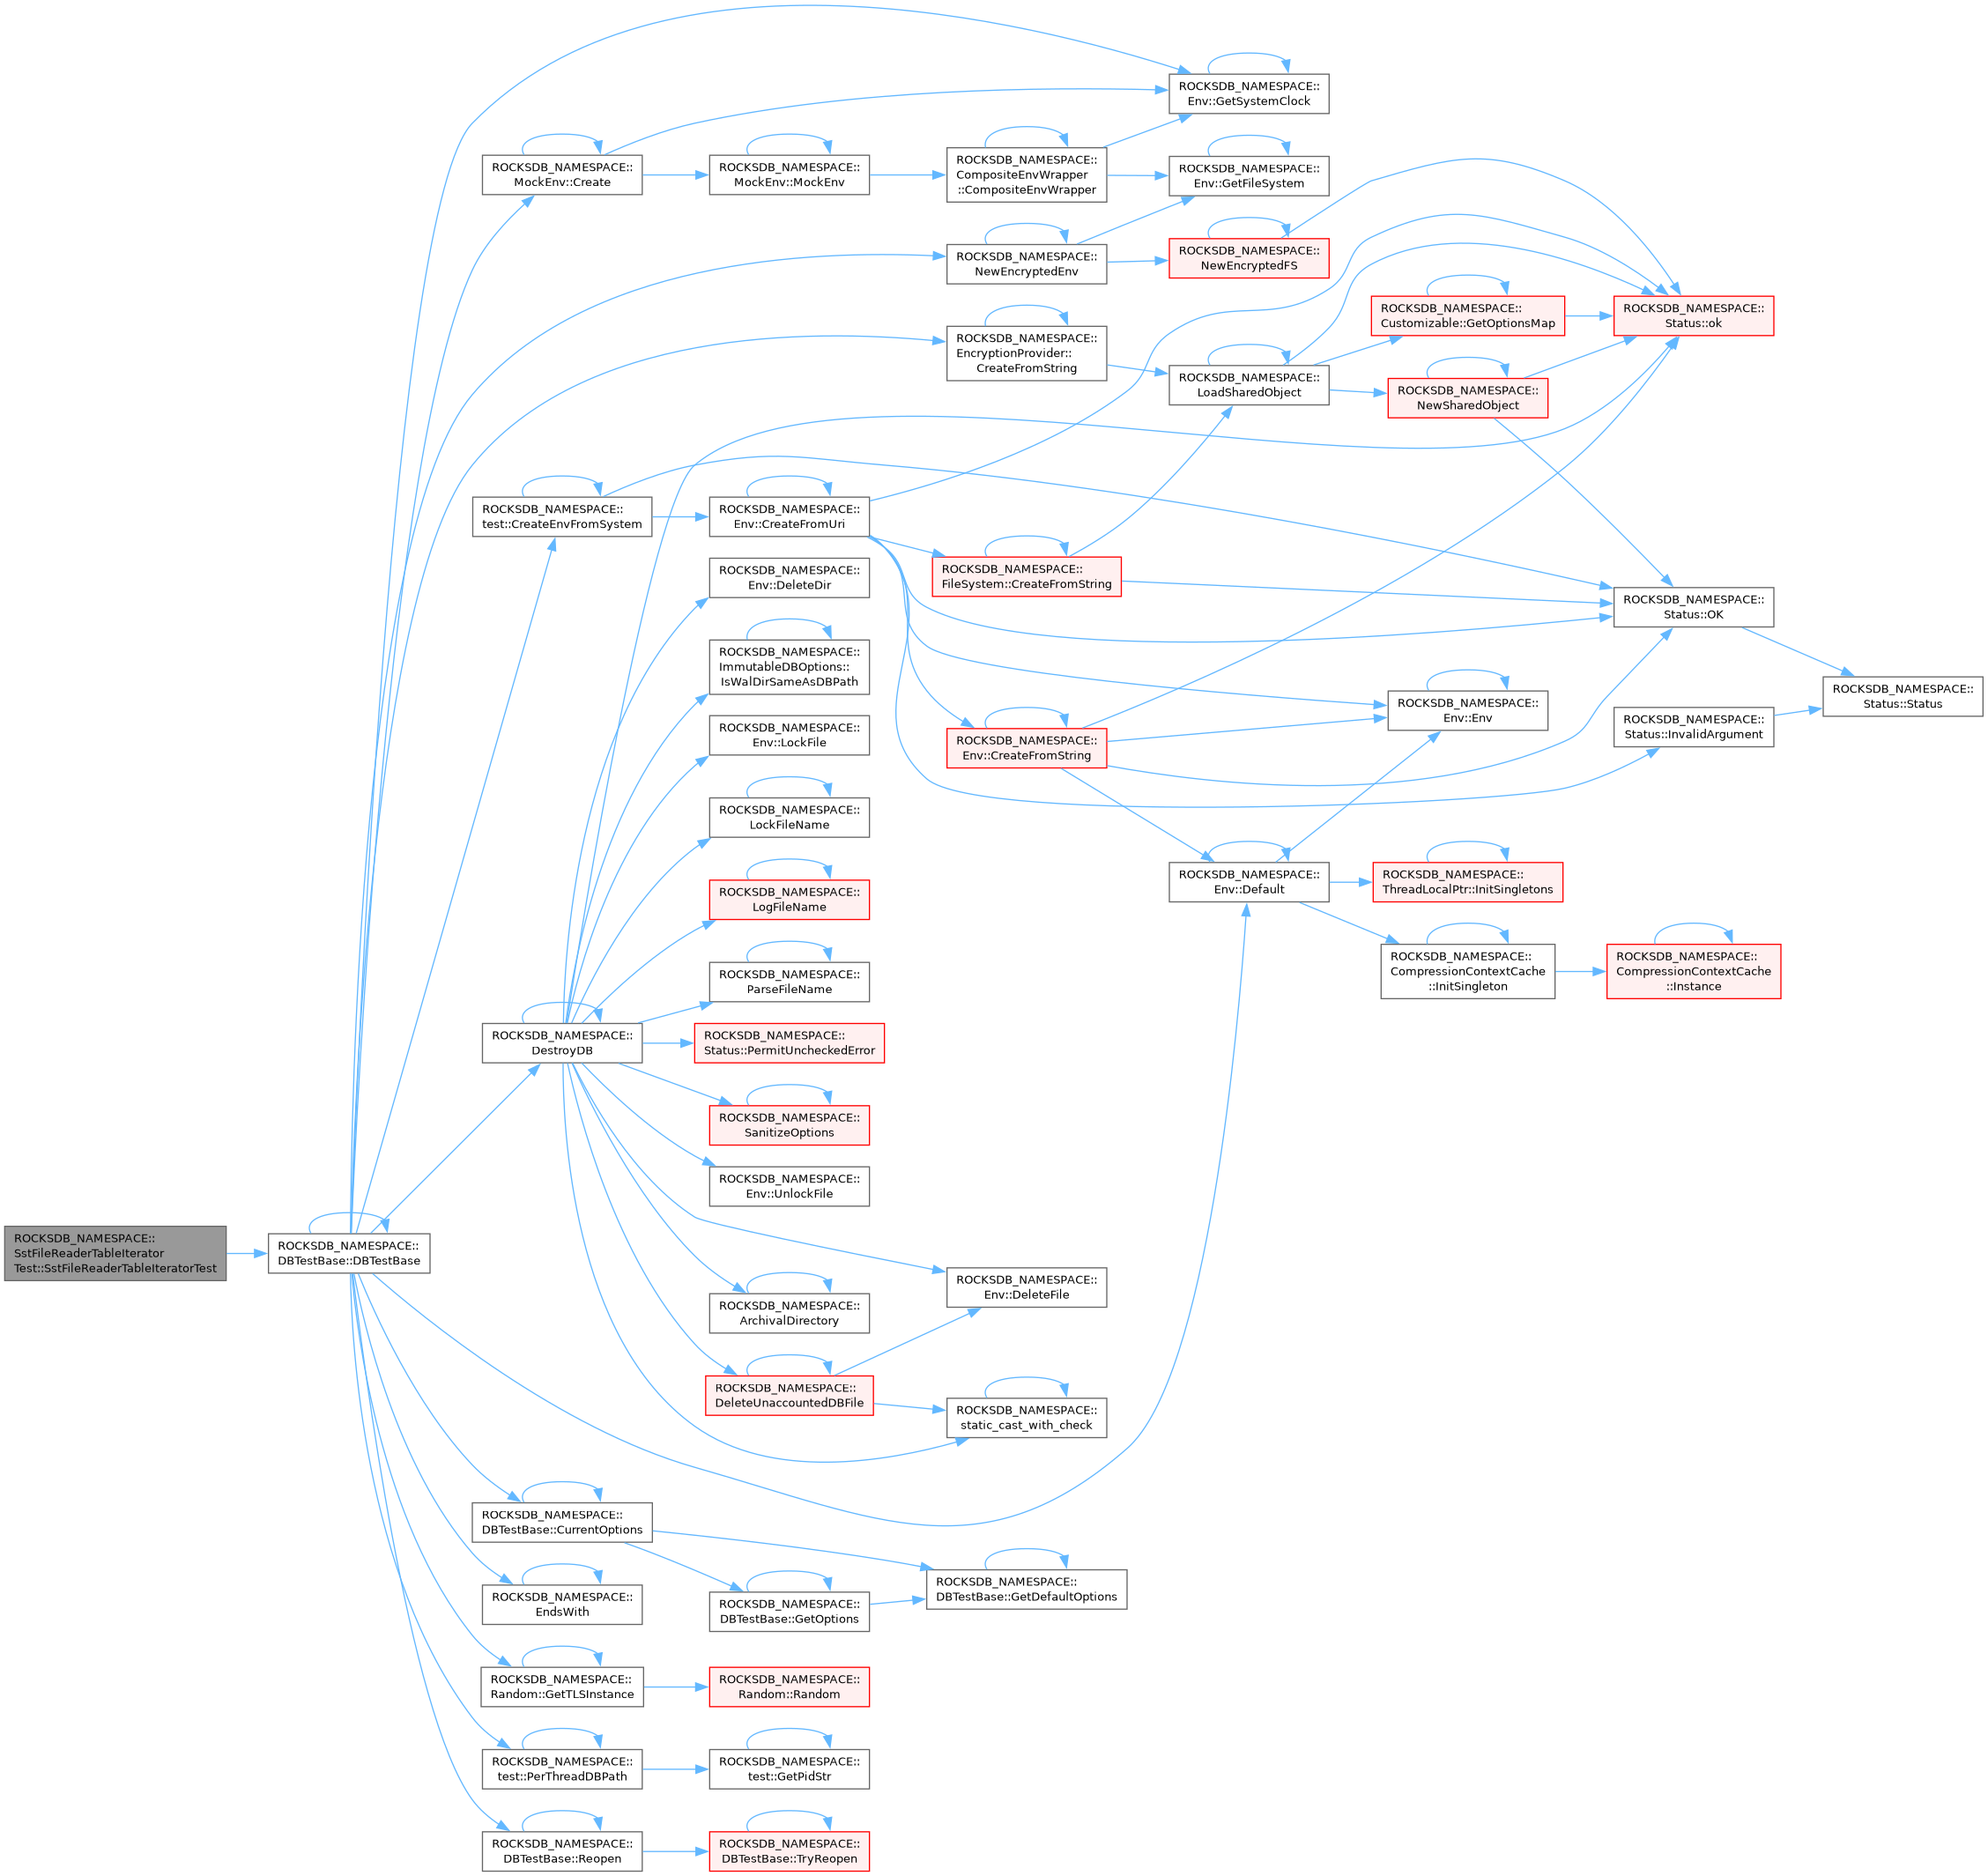 ROCKSDB_NAMESPACE::
SstFileReaderTableIterator
Test::SstFileReaderTableIteratorTest
ROCKSDB_NAMESPACE::
DBTestBase::DBTestBase
ROCKSDB_NAMESPACE::
MockEnv::Create
ROCKSDB_NAMESPACE::
test::CreateEnvFromSystem
ROCKSDB_NAMESPACE::
DestroyDB
ROCKSDB_NAMESPACE::
DBTestBase::CurrentOptions
ROCKSDB_NAMESPACE::
EndsWith
ROCKSDB_NAMESPACE::
Random::GetTLSInstance
ROCKSDB_NAMESPACE::
test::PerThreadDBPath
ROCKSDB_NAMESPACE::
DBTestBase::Reopen
ROCKSDB_NAMESPACE::
MockEnv::MockEnv
ROCKSDB_NAMESPACE::
Env::CreateFromUri
ROCKSDB_NAMESPACE::
Env::DeleteDir
ROCKSDB_NAMESPACE::
ImmutableDBOptions::
IsWalDirSameAsDBPath
ROCKSDB_NAMESPACE::
Env::LockFile
ROCKSDB_NAMESPACE::
LockFileName
ROCKSDB_NAMESPACE::
LogFileName
ROCKSDB_NAMESPACE::
ParseFileName
ROCKSDB_NAMESPACE::
Status::PermitUncheckedError
ROCKSDB_NAMESPACE::
SanitizeOptions
ROCKSDB_NAMESPACE::
Env::UnlockFile
ROCKSDB_NAMESPACE::
ArchivalDirectory
ROCKSDB_NAMESPACE::
DeleteUnaccountedDBFile
ROCKSDB_NAMESPACE::
DBTestBase::GetOptions
ROCKSDB_NAMESPACE::
Random::Random
ROCKSDB_NAMESPACE::
test::GetPidStr
ROCKSDB_NAMESPACE::
DBTestBase::TryReopen
ROCKSDB_NAMESPACE::
CompositeEnvWrapper
::CompositeEnvWrapper
ROCKSDB_NAMESPACE::
NewEncryptedEnv
ROCKSDB_NAMESPACE::
EncryptionProvider::
CreateFromString
ROCKSDB_NAMESPACE::
FileSystem::CreateFromString
ROCKSDB_NAMESPACE::
Env::CreateFromString
ROCKSDB_NAMESPACE::
Env::DeleteFile
ROCKSDB_NAMESPACE::
static_cast_with_check
ROCKSDB_NAMESPACE::
DBTestBase::GetDefaultOptions
ROCKSDB_NAMESPACE::
Env::GetSystemClock
ROCKSDB_NAMESPACE::
Env::GetFileSystem
ROCKSDB_NAMESPACE::
NewEncryptedFS
ROCKSDB_NAMESPACE::
LoadSharedObject
ROCKSDB_NAMESPACE::
Env::Default
ROCKSDB_NAMESPACE::
Customizable::GetOptionsMap
ROCKSDB_NAMESPACE::
NewSharedObject
ROCKSDB_NAMESPACE::
Env::Env
ROCKSDB_NAMESPACE::
ThreadLocalPtr::InitSingletons
ROCKSDB_NAMESPACE::
CompressionContextCache
::InitSingleton
ROCKSDB_NAMESPACE::
Status::ok
ROCKSDB_NAMESPACE::
Status::OK
ROCKSDB_NAMESPACE::
Status::InvalidArgument
ROCKSDB_NAMESPACE::
CompressionContextCache
::Instance
ROCKSDB_NAMESPACE::
Status::Status